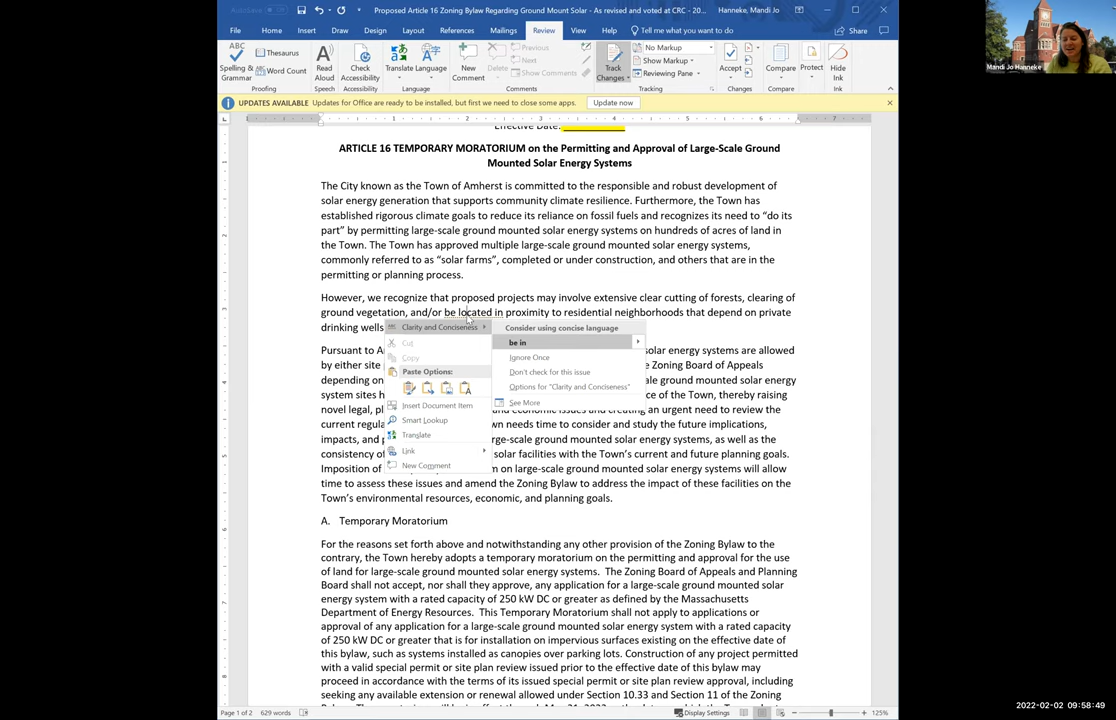 AutoSave
Proposed Article 16 Zoning Bylaw Regarding Ground Mount Solar - As revised and voted at CRC - 20...
Hanneke, Mandi Jo
File Home Insert Draw Design Layout References Mailings Review View Help Tell me what you want to do Share
ABC
Spelling & Grammar
Thesaurus
Word Count
Proofing
Read Aloud
Speech
Check Accessibility
Accessibility
Translate Language
Language
New Comment
Delete
Previous
Next
Show Comments
Comments
Track Changes
No Markup
Show Markup
Reviewing Pane
Tracking
Accept
Changes
Compare
Compare
Protect
Hide Ink
Ink
UPDATES AVAILABLE Updates for Office are ready to be installed, but first we need to close some apps. Update now
Effective Date:
ARTICLE 16 TEMPORARY MORATORIUM on the Permitting and Approval of Large-Scale Ground
Mounted Solar Energy Systems
The City known as the Town of Amherst is committed to the responsible and robust development of
solar energy generation that supports community climate resilience. Furthermore, the Town has
established rigorous climate goals to reduce its reliance on fossil fuels and recognizes its need to “do its
part” by permitting large-scale ground mounted solar energy systems on hundreds of acres of land in
the Town. The Town has approved multiple large-scale ground mounted solar energy systems,
commonly referred to as “solar farms”, completed or under construction, and others that are in the
permitting or planning process.
However, we recognize that proposed projects may involve extensive clear cutting of forests, clearing of
ground vegetation, and/or be located in proximity to residential neighborhoods that depend on private
drinking wells
Clarity and Conciseness
Cut
Copy
Paste Options:
Insert Document Item
Smart Lookup
Translate
Link
New Comment
Consider using concise language
be in
Ignore Once
Don't check for this issue
Options for "Clarity and Conciseness"
See More
Pursuant to A solar energy systems are allowed
by either site p the Zoning Board of Appeals
depending on ale ground mounted solar energy
system sites h ce of the Town, thereby raising
novel legal, pl and economic issues and creating an urgent need to review the
current regula wn needs time to consider and study the future implications,
impacts, and p rge-scale ground mounted solar energy systems, as well as the
consistency of solar facilities with the Town’s current and future planning goals.
Imposition of m on large-scale ground mounted solar energy systems will allow
time to assess these issues and amend the Zoning Bylaw to address the impact of these facilities on the
Town’s environmental resources, economic, and planning goals.
A. Temporary Moratorium
For the reasons set forth above and notwithstanding any other provision of the Zoning Bylaw to the
contrary, the Town hereby adopts a temporary moratorium on the permitting and approval for the use
of land for large-scale ground mounted solar energy systems. The Zoning Board of Appeals and Planning
Board shall not accept, nor shall they approve, any application for a large-scale ground mounted solar
energy system with a rated capacity of 250 kW DC or greater as defined by the Massachusetts
Department of Energy Resources. This Temporary Moratorium shall not apply to applications or
approval of any application for a large-scale ground mounted solar energy system with a rated capacity
of 250 kW DC or greater that is for installation on impervious surfaces existing on the effective date of
this bylaw, such as systems installed as canopies over parking lots. Construction of any project permitted
with a valid special permit or site plan review issued prior to the effective date of this bylaw may
proceed in accordance with the terms of its issued special permit or site plan review approval, including
seeking any available extension or renewal allowed under Section 10.33 and Section 11 of the Zoning
Page 1 of 2 629 words Display Settings 125%
Mandi Jo Hanneke
2022-02-02 09:58:49